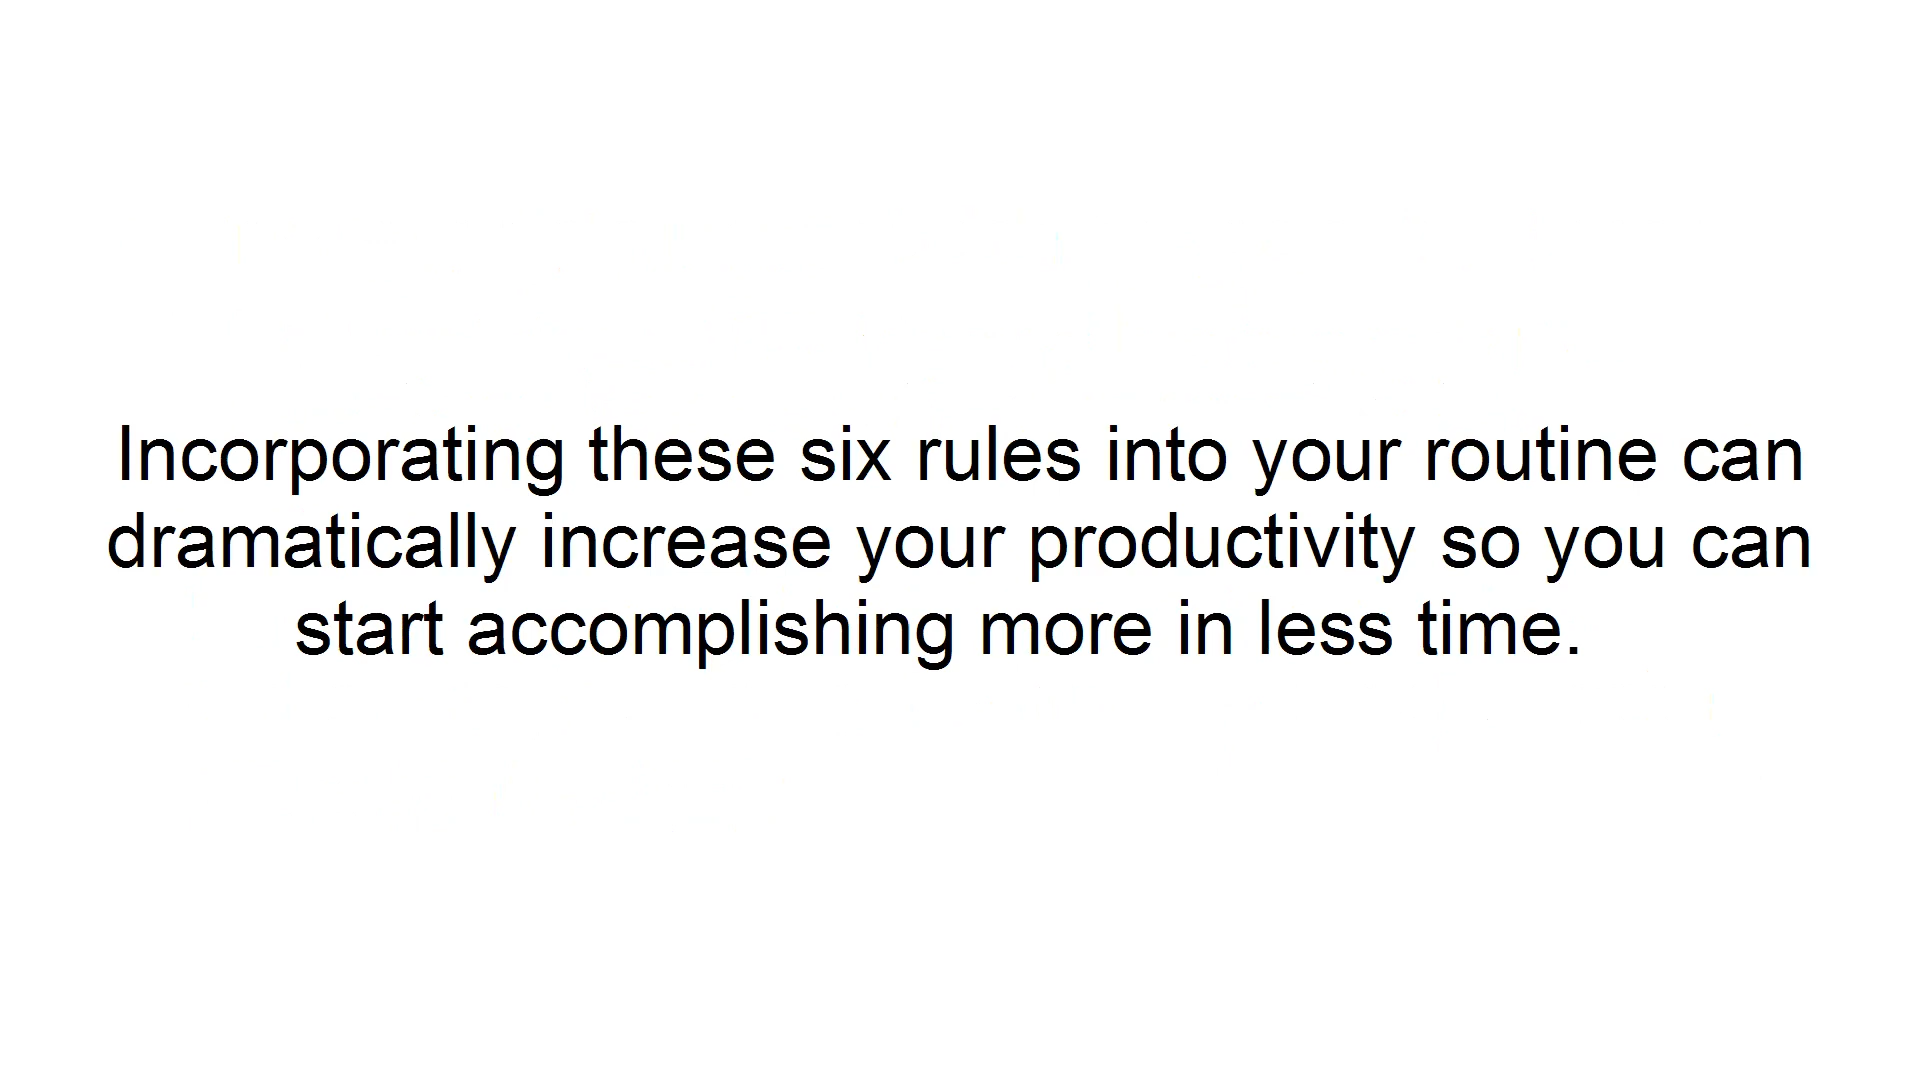 Incorporating these six rules into your routine can
dramatically increase your productivity so you can
start accomplishing more in less time.